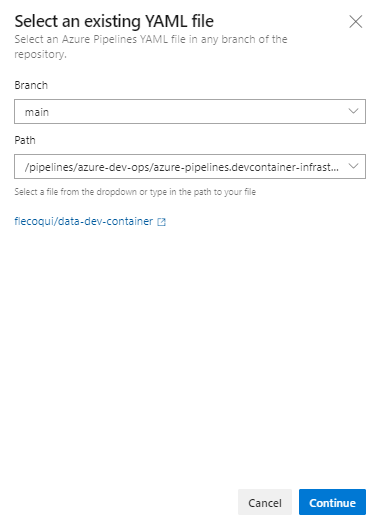 Select an existing YAML file
Select an Azure Pipelines YAML file in any branch of the
repository.
Branch
main
Path
/pipelines/azure-dev-ops/azure-pipelines.devcontainer-infrast...
Select a file from the dropdown or type in the path to your file
flecoqui/data-dev-container
Cancel
Continue